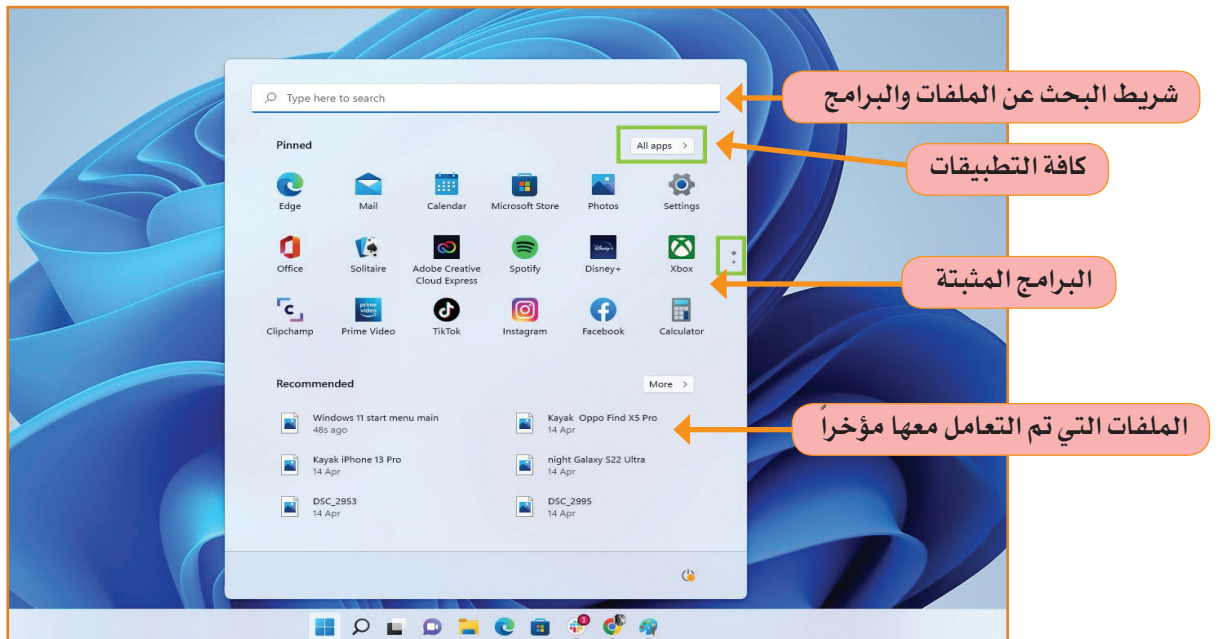 Type here to search
شريط البحث عن الملفات والبرامج
Pinned
All apps >
كافة التطبيقات
Edge
Mail
Calendar
Microsoft Store
Photos
Settings
Office
Solitaire
Adobe Creative
Cloud Express
Spotify
Disney+
Xbox
البرامج المثبتة
prime
video
Clipchamp
Prime Video
TikTok
Instagram
Facebook
Calculator
Recommended
More >
Windows 11 start menu main
48s ago
Kayak Oppo Find X5 Pro
14 Apr
الملفات التي تم التعامل معها مؤخراً
Kayak iPhone 13 Pro
14 Apr
night Galaxy S22 Ultra
14 Apr
DSC_2953
14 Apr
DSC_2995
14 Apr